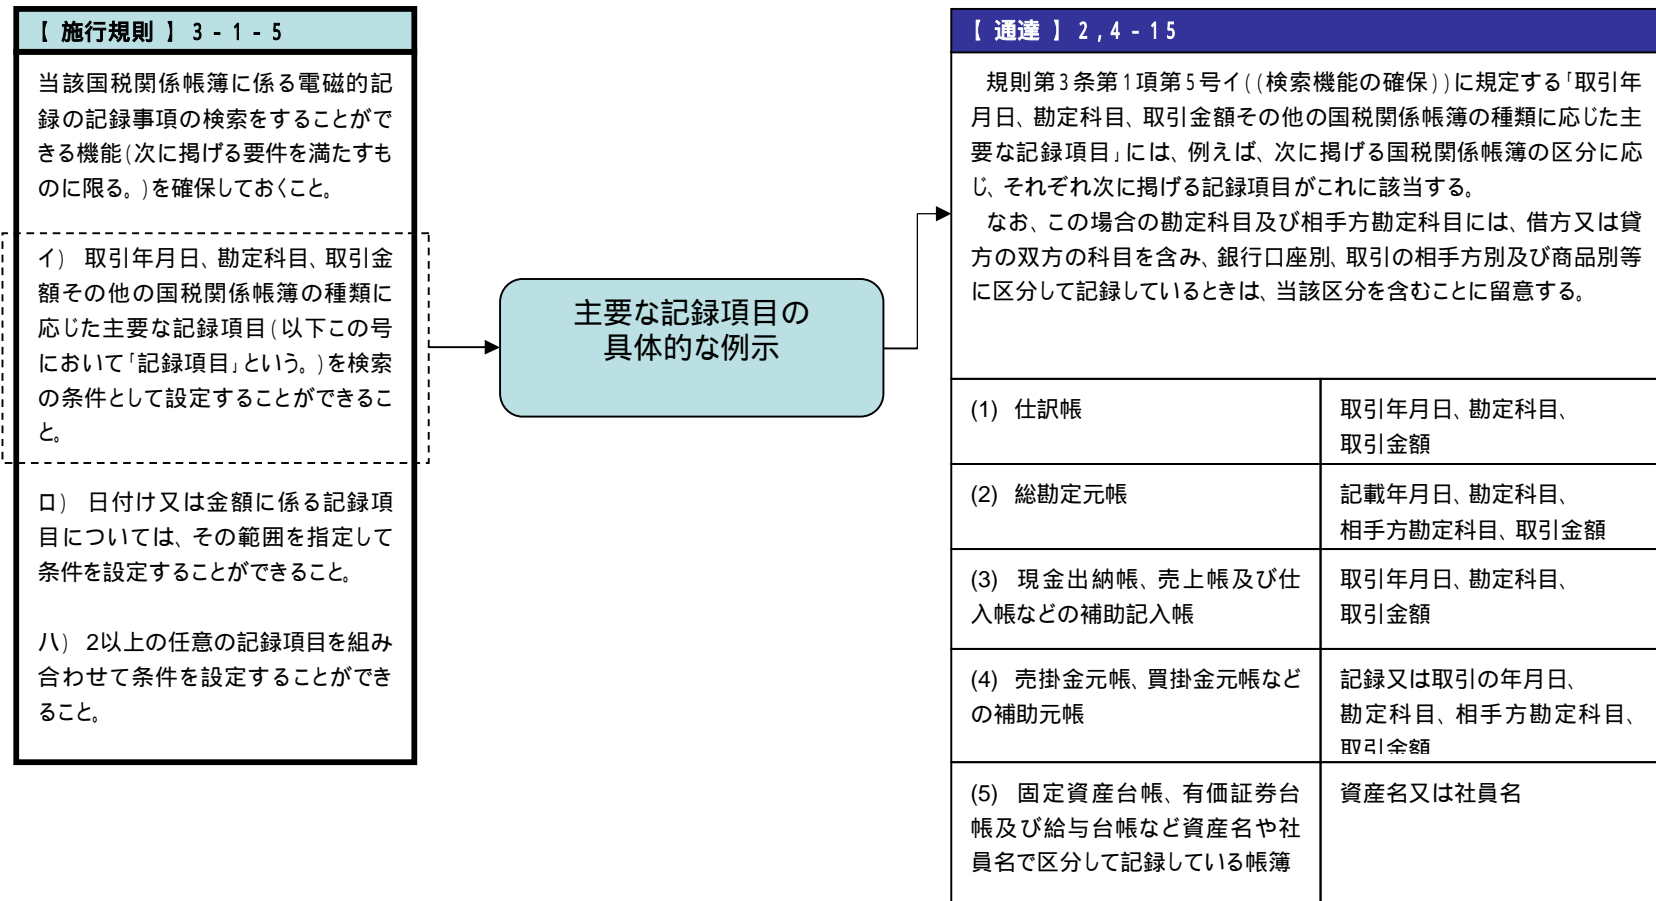 【 施行規則 】 3 - 1 - 5
当該国税関係帳簿に係る電磁的記
録の記録事項の検索をすることがで
きる機能(次に掲げる要件を満たすも
のに限る。)を確保しておくこと。
イ) 取引年月日、勘定科目、取引金
額その他の国税関係帳簿の種類に
応じた主要な記録項目(以下この号
において「記録項目」という。)を検索
の条件として設定することができるこ
と。
ロ) 日付け又は金額に係る記録項
目については、その範囲を指定して
条件を設定することができること。
ハ) 2以上の任意の記録項目を組み
合わせて条件を設定することができ
ること。
主要な記録項目の
具体的な例示
【 通達 】 2 , 4 - 15
規則第3条第1項第5号イ((検索機能の確保))に規定する「取引年
月日、勘定科目、取引金額その他の国税関係帳簿の種類に応じた主
要な記録項目」には、例えば、次に掲げる国税関係帳簿の区分に応
じ、それぞれ次に掲げる記録項目がこれに該当する。
なお、この場合の勘定科目及び相手方勘定科目には、借方又は貸
方の双方の科目を含み、銀行口座別、取引の相手方別及び商品別等
に区分して記録しているときは、当該区分を含むことに留意する。
(1) 仕訳帳
取引年月日、勘定科目、
取引金額
(2) 総勘定元帳
記載年月日、勘定科目、
相手方勘定科目、取引金額
(3) 現金出納帳、売上帳及び仕
入帳などの補助記入帳
取引年月日、勘定科目、
取引金額
(4) 売掛金元帳、買掛金元帳など
の補助元帳
記録又は取引の年月日、
勘定科目、相手方勘定科目、
取引金額
(5) 固定資産台帳、有価証券台
帳及び給与台帳など資産名や社
員名で区分して記録している帳簿
資産名又は社員名